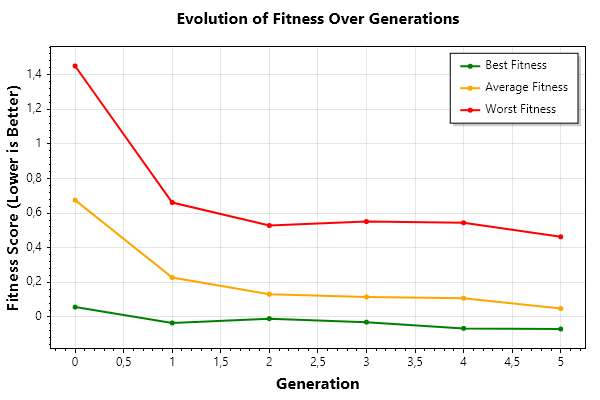 Evolution of Fitness Over Generations
Best Fitness
Average Fitness
Worst Fitness
Fitness Score (Lower is Better)
1,4
1,2
1
0,8
0,6
0,4
0,2
0
0 0,5 1 1,5 2 2,5 3 3,5 4 4,5 5
Generation